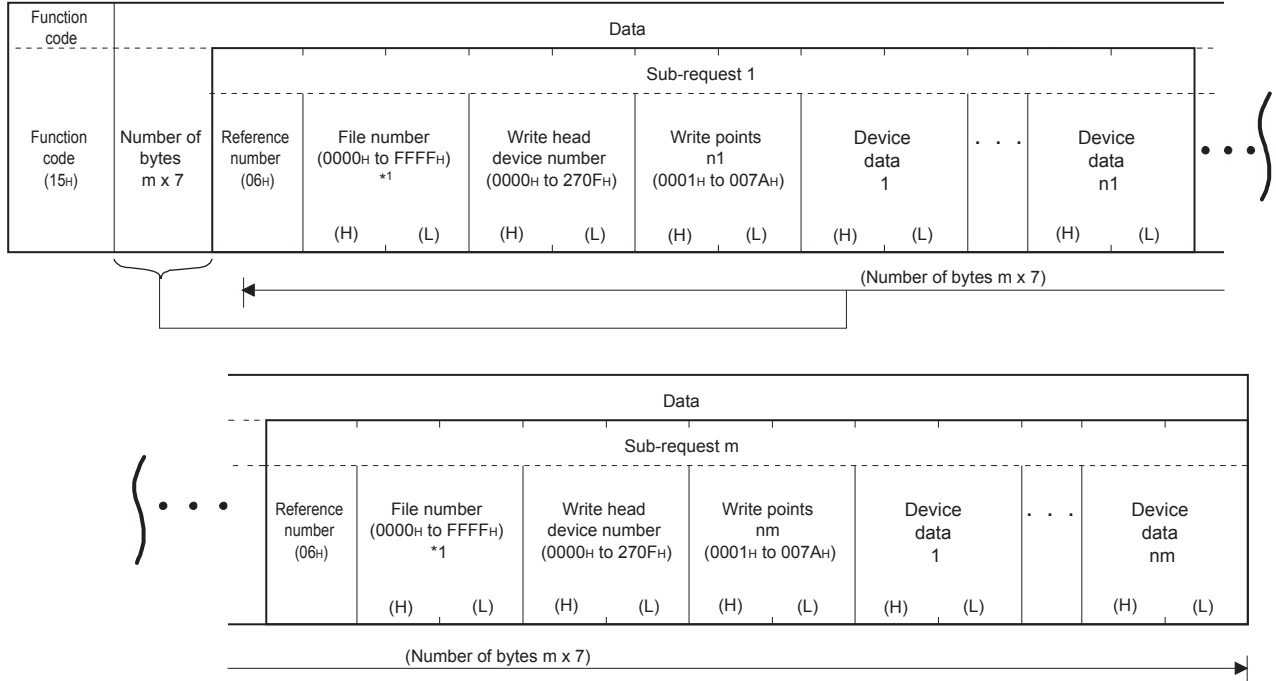 Function
code
Data
Sub-request 1
Function
code
(15H)
Number of
bytes
m x 7
Reference
number
(06H)
File number
(0000H to FFFFH)
*1
(H) (L)
Write head
device number
(0000H to 270FH)
(H) (L)
Write points
n1
(0001H to 007AH)
(H) (L)
Device
data
1
(H) (L)
. . .
Device
data
n1
(H) (L)
(Number of bytes m x 7)
Data
Sub-request m
Reference
number
(06H)
File number
(0000H to FFFFH)
*1
(H) (L)
Write head
device number
(0000H to 270FH)
(H) (L)
Write points
nm
(0001H to 007AH)
(H) (L)
Device
data
1
(H) (L)
. . .
Device
data
nm
(H) (L)
(Number of bytes m x 7)